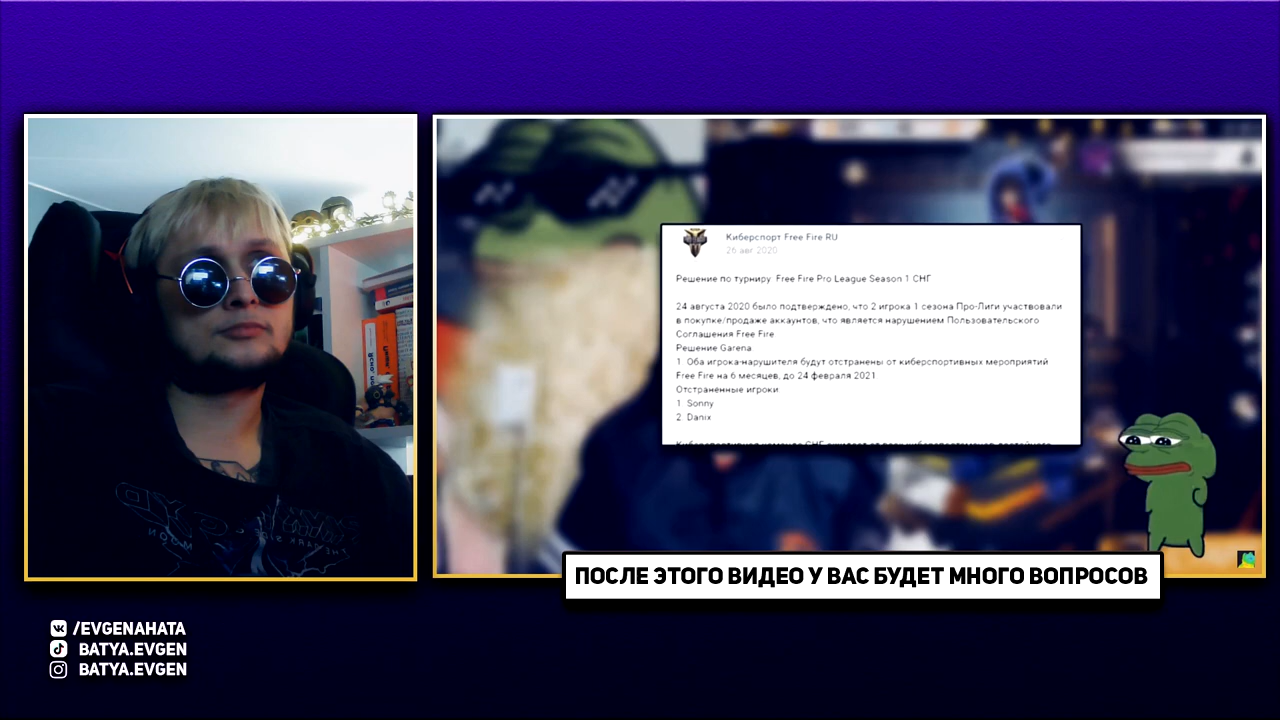 Киберспорт Free Fire RU
26 авг 2020
Решение по турниру: Free Fire Pro League Season 1 СНГ
24 августа 2020 было подтверждено, что 2 игрока 1 сезона Про-Лиги участвовали
в покупке/продаже аккаунтов, что является нарушением Пользовательского
Соглашения Free Fire
Решение Garena
1. Оба игрока-нарушителя будут отстранены от киберспортивных мероприятий
Free Fire на 6 месяцев, до 24 февраля 2021
Отстраненные игроки:
1. Sonny
2. Danix
ПОСЛЕ ЭТОГО ВИДЕО У ВАС БУДЕТ МНОГО ВОПРОСОВ
/EVGENAHATA
BATYA.EVGEN
BATYA.EVGEN